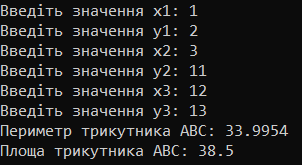 Введіть значення x1: 1
Введіть значення y1: 2
Введіть значення x2: 3
Введіть значення y2: 11
Введіть значення x3: 12
Введіть значення y3: 13
Периметр трикутника ABC: 33.9954
Площа трикутника ABC: 38.5